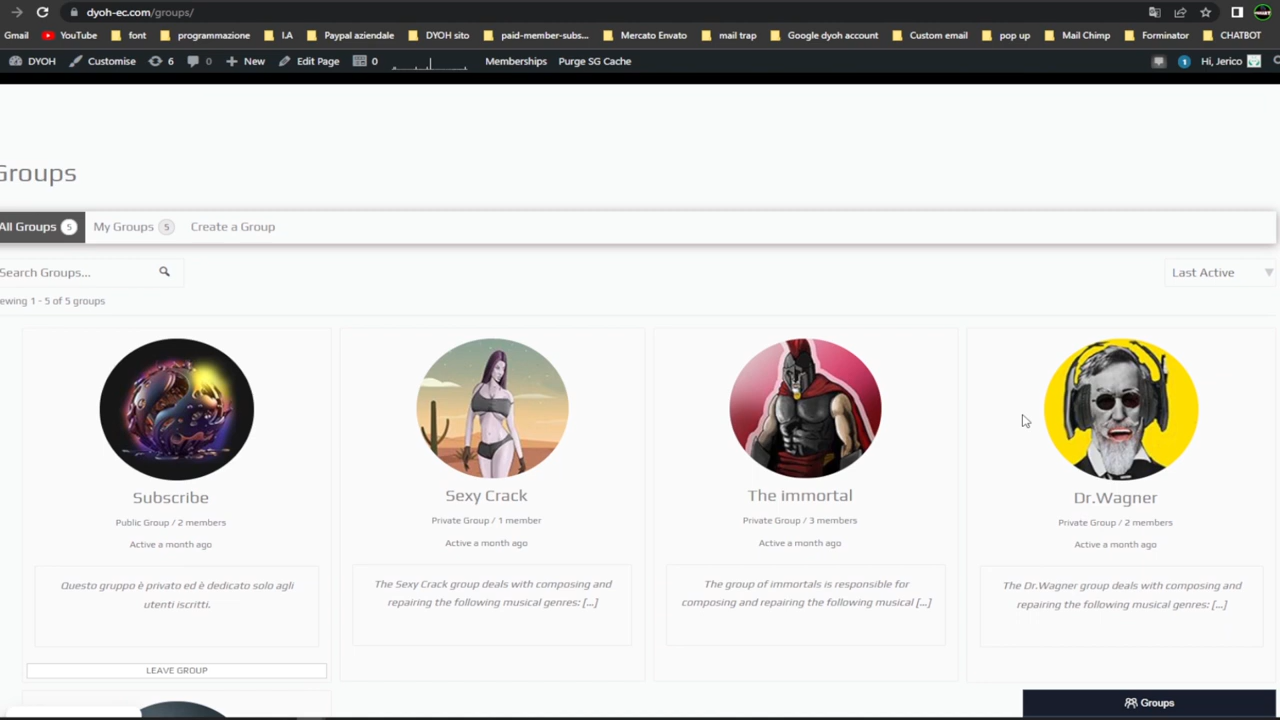 dyoh-ec.com/groups/
Gmail YouTube font programmazione I.A Paypal aziendale DYOH sito paid-member-subs... Mercato Envato mail trap Google dyoh account Custom email pop up Mail Chimp Forminator CHATBOT
DYOH Customise 6 0 New Edit Page 0 Memberships Purge SG Cache 1 Hi, Jerico
Groups
All Groups 5 My Groups 5 Create a Group
Search Groups... Last Active
ewing 1 - 5 of 5 groups
Subscribe
Public Group / 2 members
Active a month ago
Questo gruppo è privato ed è dedicato solo agli
utenti iscritti.
LEAVE GROUP
Sexy Crack
Private Group / 1 member
Active a month ago
The Sexy Crack group deals with composing and
repairing the following musical genres: [...]
The immortal
Private Group / 3 members
Active a month ago
The group of immortals is responsible for
composing and repairing the following musical [...]
Dr.Wagner
Private Group / 2 members
Active a month ago
The Dr.Wagner group deals with composing and
repairing the following musical genres: [...]
Groups